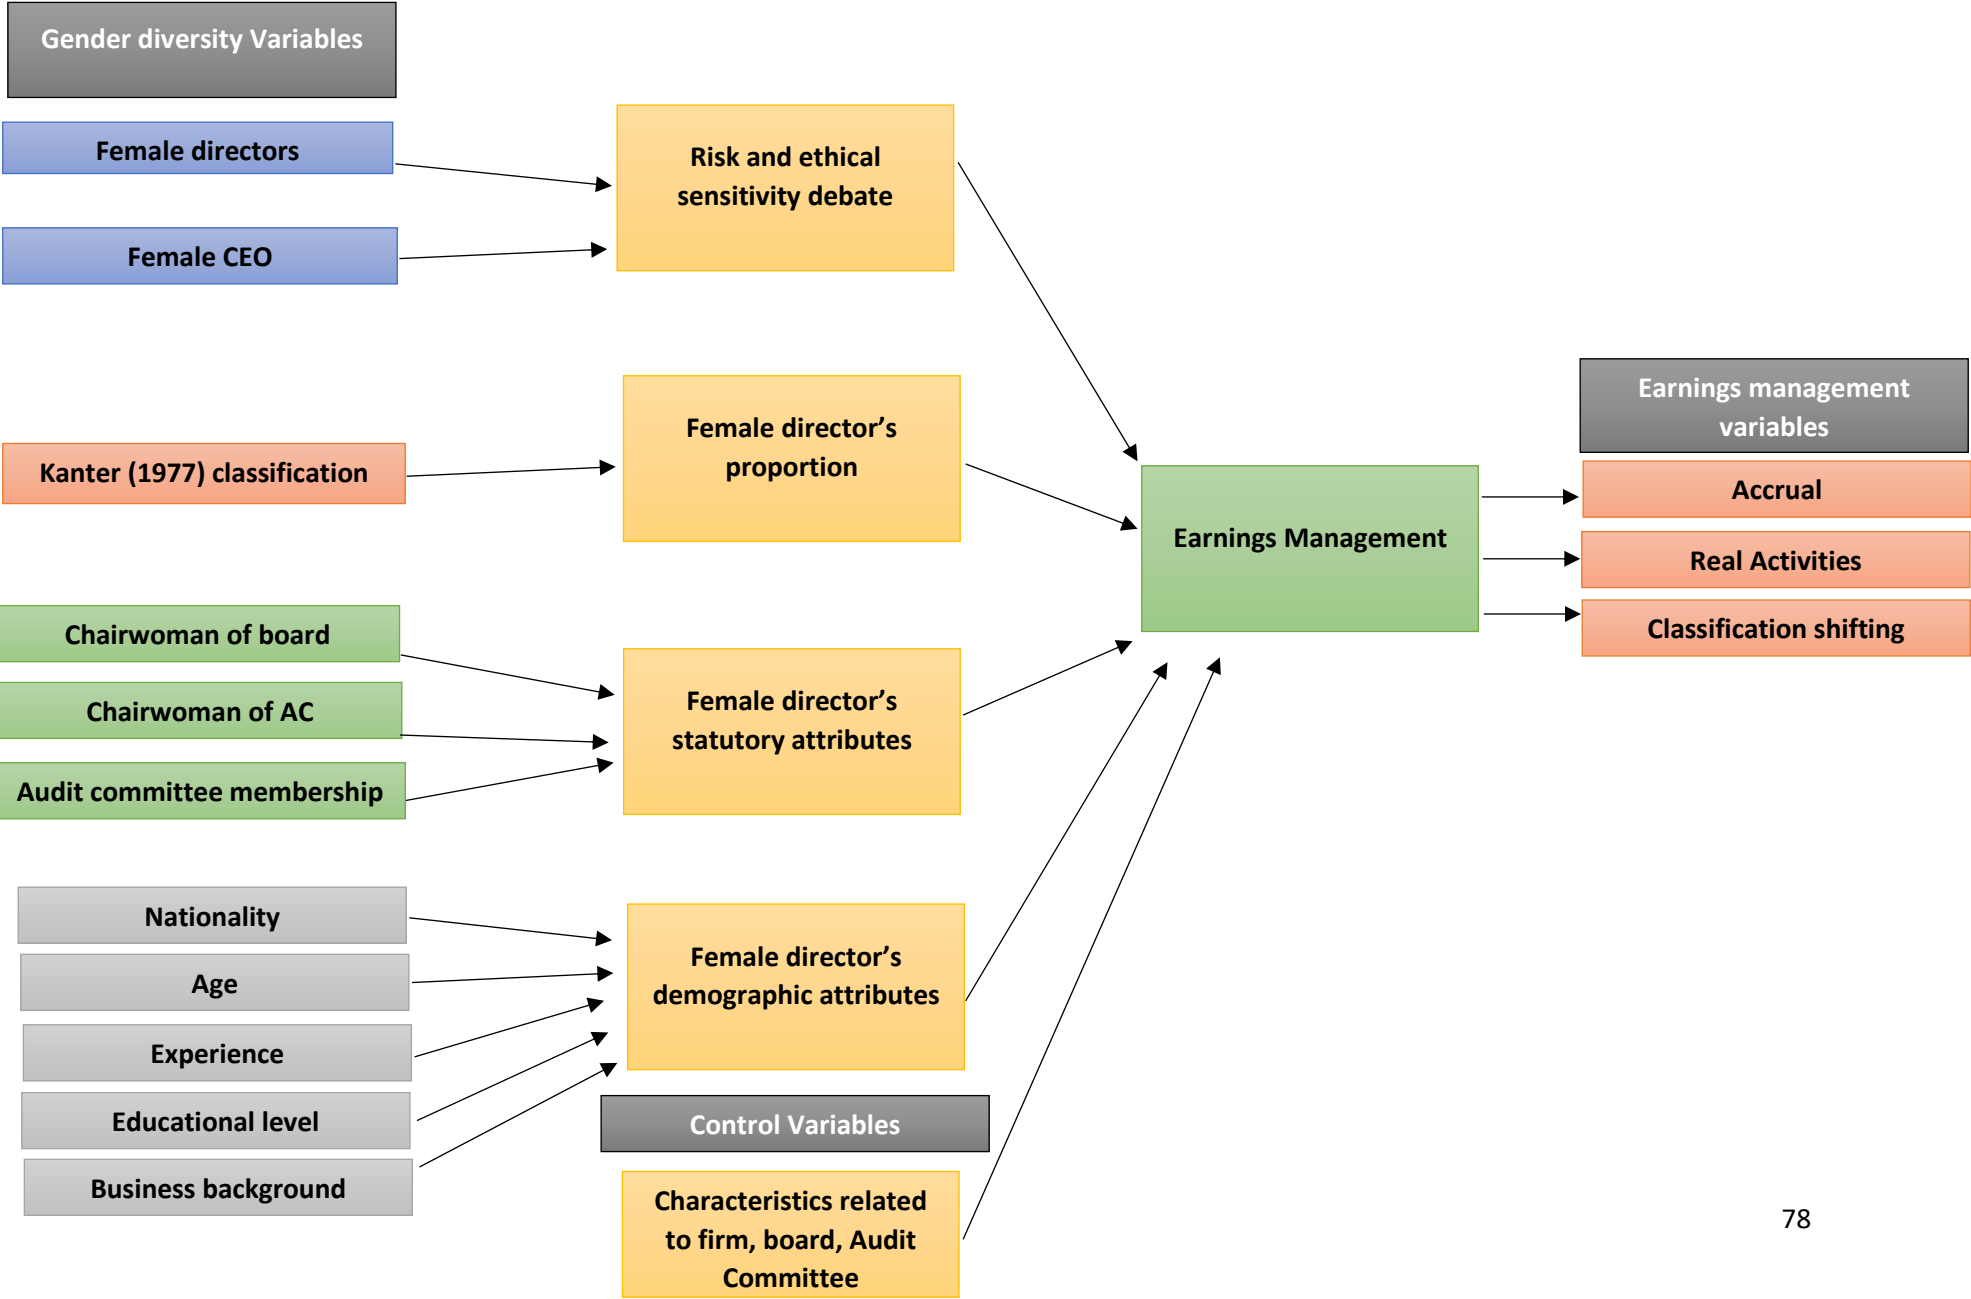 Gender diversity Variables
Female directors
Female CEO
Kanter (1977) classification
Chairwoman of board
Chairwoman of AC
Audit committee membership
Nationality
Age
Experience
Educational level
Business background
Risk and ethical
sensitivity debate
Female director’s
proportion
Female director’s
statutory attributes
Female director’s
demographic attributes
Control Variables
Characteristics related
to firm, board, Audit
Committee
Earnings Management
Earnings management
variables
Accrual
Real Activities
Classification shifting
78